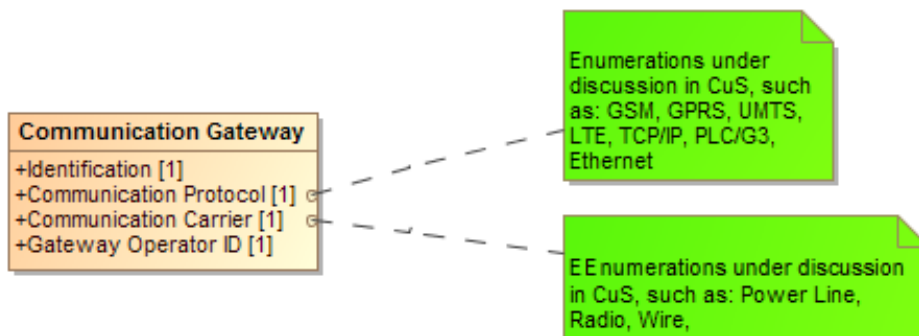 Communication Gateway
+Identification [1]
+Communication Protocol [1]
+Communication Carrier [1]
+Gateway Operator ID [1]
Enumerations under
discussion in CuS, such
as: GSM, GPRS, UMTS,
LTE, TCP/IP, PLC/G3,
Ethernet
EEnumerations under discussion
in CuS, such as: Power Line,
Radio, Wire,